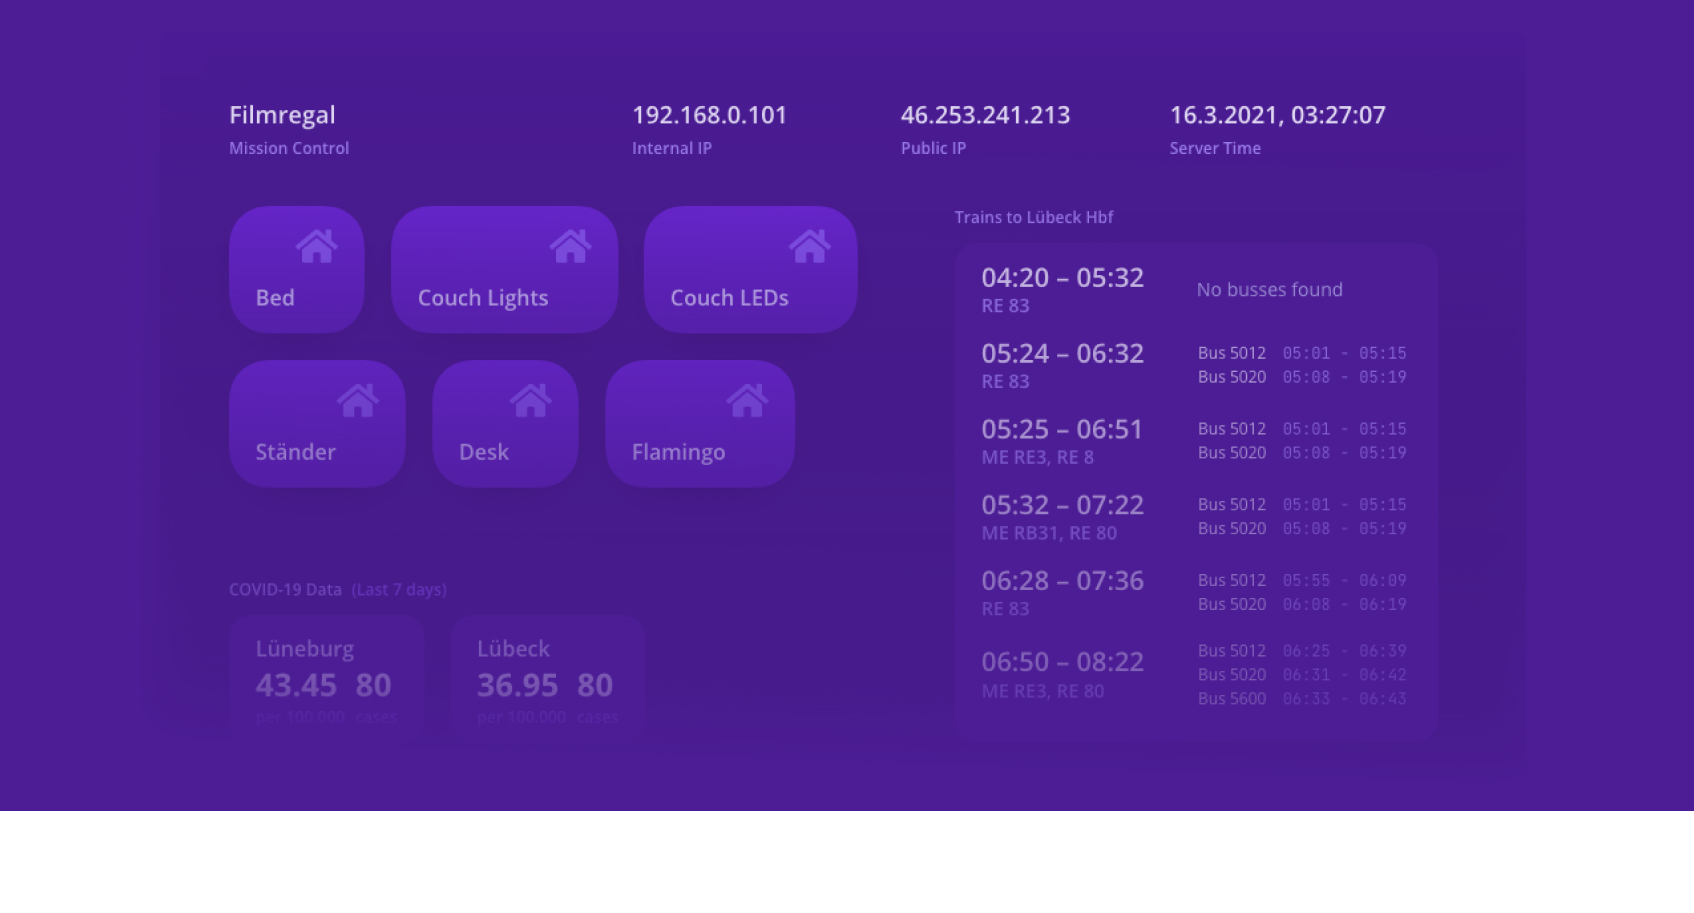 Filmregal
Mission Control
192.168.0.101
Internal IP
46.253.241.213
Public IP
16.3.2021, 03:27:07
Server Time
Bed
Couch Lights
Couch LEDs
Ständer
Desk
Flamingo
COVID-19 Data (Last 7 days)
Lüneburg
43.45 80
per 100.000 cases
Lübeck
36.95 80
per 100.000 cases
Trains to Lübeck Hbf
04:20 – 05:32
RE 83
No busses found
05:24 – 06:32
RE 83
Bus 5012 05:01 - 05:15
Bus 5020 05:08 - 05:19
05:25 – 06:51
ME RE3, RE 8
Bus 5012 05:01 - 05:15
Bus 5020 05:08 - 05:19
05:32 – 07:22
ME RB31, RE 80
Bus 5012 05:01 - 05:15
Bus 5020 05:08 - 05:19
06:28 – 07:36
RE 83
Bus 5012 05:55 - 06:09
Bus 5020 06:08 - 06:19
06:50 – 08:22
ME RE3, RE 80
Bus 5012 06:25 - 06:39
Bus 5020 06:31 - 06:42
Bus 5600 06:33 - 06:43